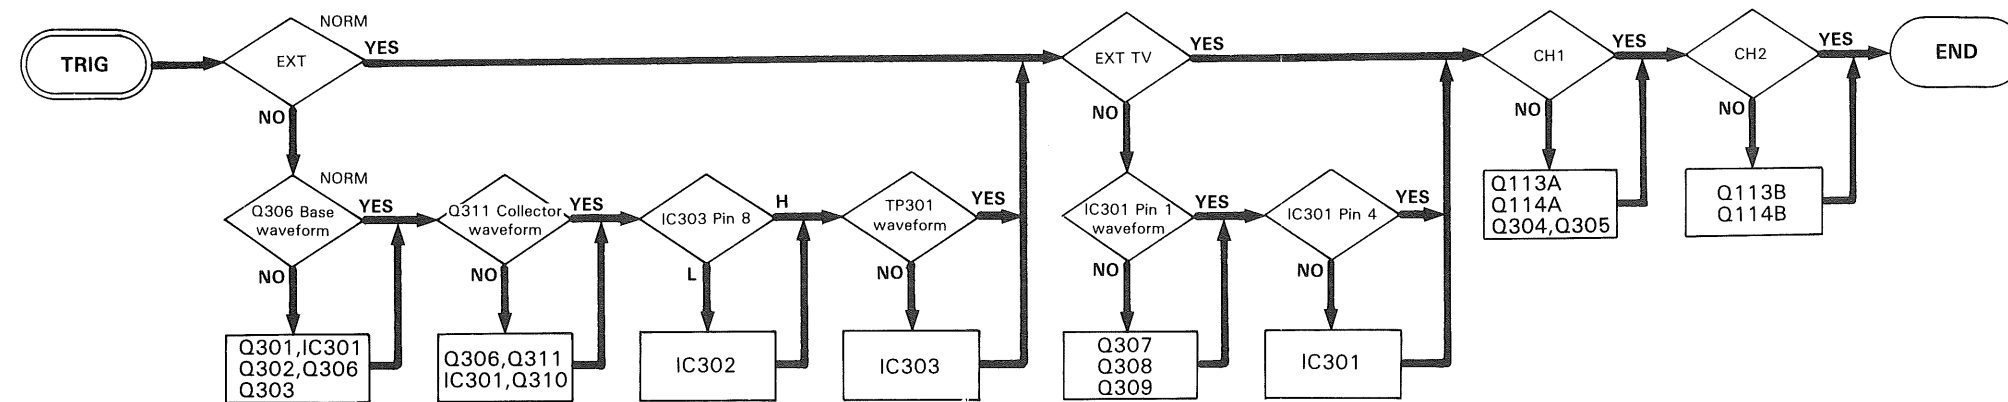 TRIG
NORM
EXT
YES
NO
NORM
Q306 Base
waveform
YES
NO
Q301,IC301
Q302,Q306
Q303
Q311 Collector
waveform
YES
NO
Q306,Q311
IC301,Q310
IC303 Pin 8
H
L
IC302
TP301
waveform
YES
NO
IC303
EXT TV
YES
NO
IC301 Pin 1
waveform
YES
NO
Q307
Q308
Q309
IC301 Pin 4
YES
NO
IC301
CH1
YES
NO
Q113A
Q114A
Q304,Q305
CH2
YES
NO
Q113B
Q114B
END